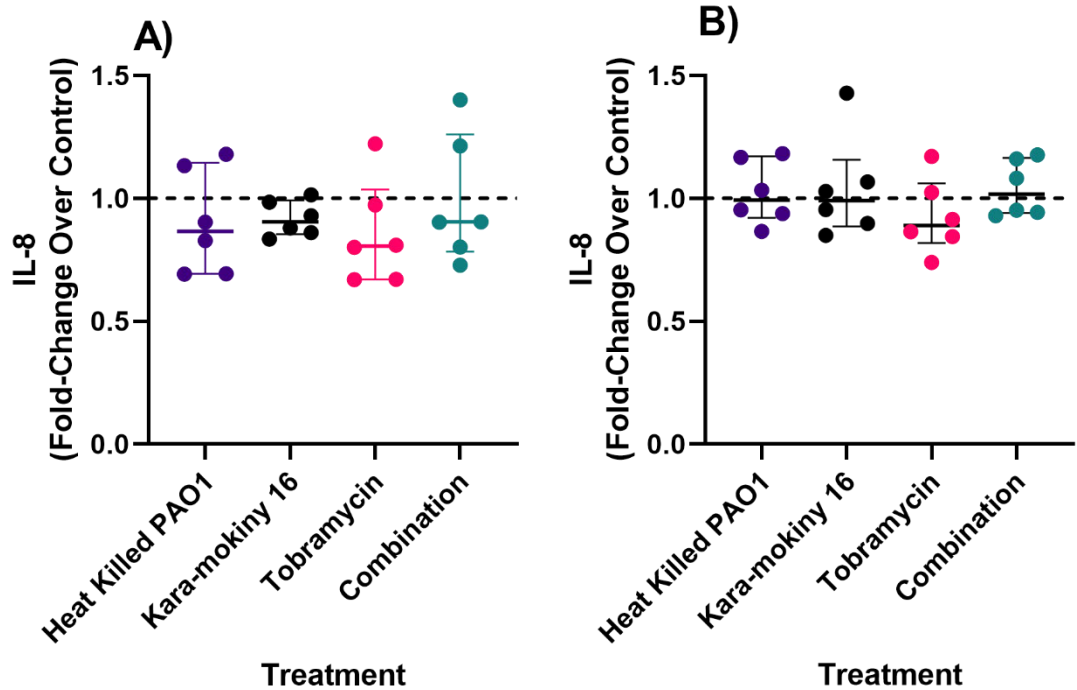 A)
IL-8
(Fold-Change Over Control)
1.5
1.0
0.5
0.0
Heat Killed PAO1
Kara-mokiny 16
Tobramycin
Combination
Treatment
B)
IL-8
(Fold-Change Over Control)
1.5
1.0
0.5
0.0
Heat Killed PAO1
Kara-mokiny 16
Tobramycin
Combination
Treatment